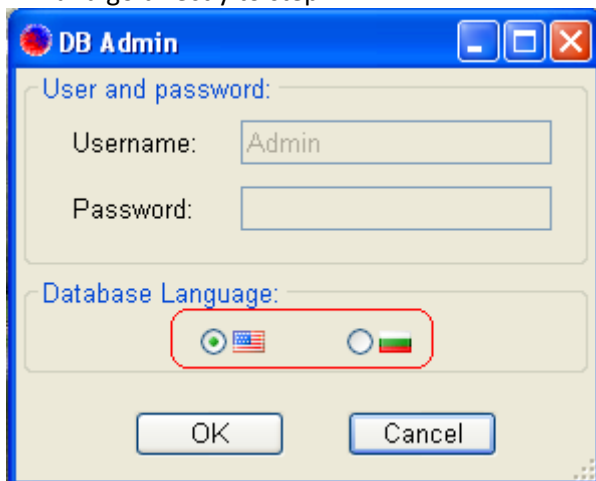 DB Admin
User and password:
Username: Admin
Password:
Database Language:
OK Cancel